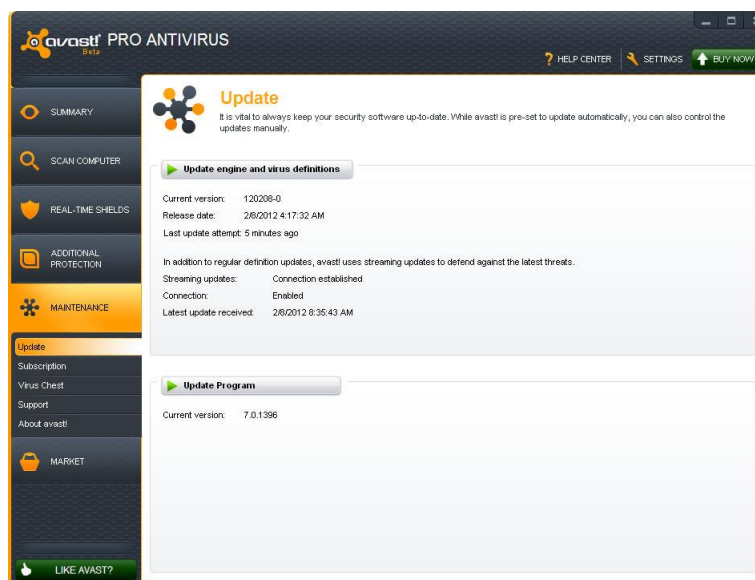 avast! PRO ANTIVIRUS
Beta
HELP CENTER
SETTINGS
BUY NOW
SUMMARY
SCAN COMPUTER
REAL-TIME SHIELDS
ADDITIONAL
PROTECTION
MAINTENANCE
Update
Subscription
Virus Chest
Support
About avast!
MARKET
LIKE AVAST?
Update
It is vital to always keep your security software up-to-date. While avast! is pre-set to update automatically, you can also control the
updates manually.
Update engine and virus definitions
Current version: 120208-0
Release date: 2/8/2012 4:17:32 AM
Last update attempt: 5 minutes ago
In addition to regular definition updates, avast! uses streaming updates to defend against the latest threats.
Streaming updates: Connection established
Connection: Enabled
Latest update received: 2/8/2012 8:35:43 AM
Update Program
Current version: 7.0.1396